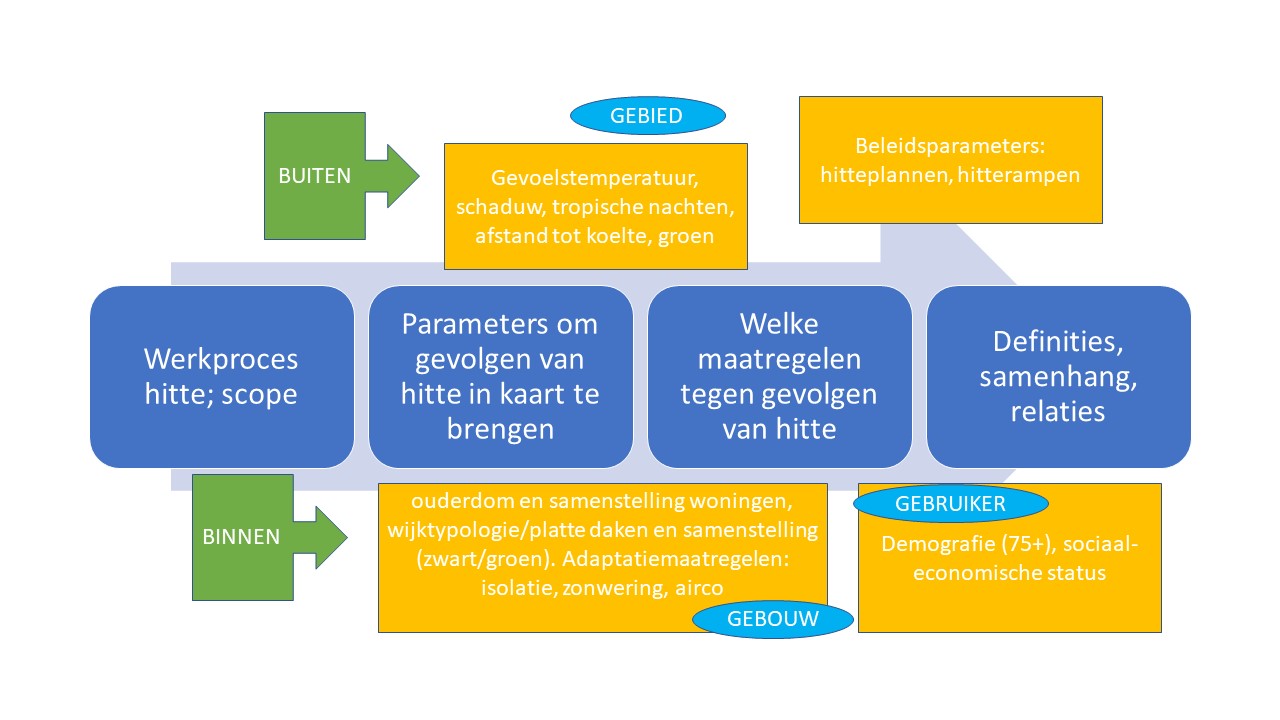 GEBIED
BUITEN
Gevoelstemperatuur,
schaduw, tropische nachten,
afstand tot koelte, groen
Beleidsparameters:
hitteplannen, hitterampen
Werkproces
hitte; scope
Parameters om
gevolgen van
hitte in kaart te
brengen
Welke
maatregelen
tegen gevolgen
van hitte
Definities,
samenhang,
relaties
BINNEN
ouderdom en samenstelling woningen,
wijktypologie/platte daken en samenstelling
(zwart/groen). Adaptatiemaatregelen:
isolatie, zonwering, airco
GEBOUW
GEBRUIKER
Demografie (75+), sociaal-
economische status